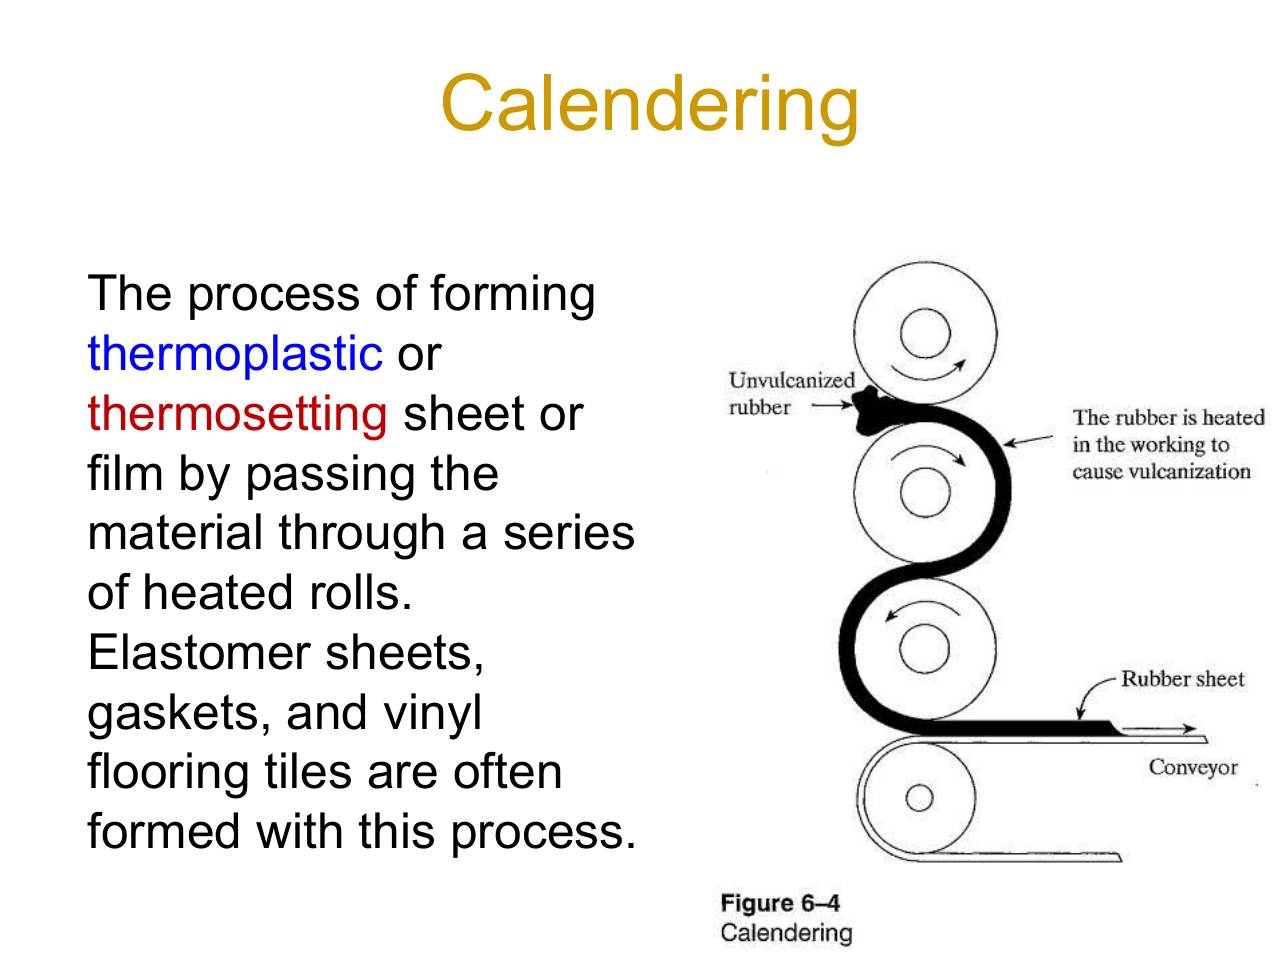 Calendering
The process of forming
thermoplastic or
thermosetting sheet or
film by passing the
material through a series
of heated rolls.
Elastomer sheets,
gaskets, and vinyl
flooring tiles are often
formed with this process.
Unvulcanized
rubber
The rubber is heated
in the working to
cause vulcanization
Rubber sheet
Conveyor
Figure 6–4
Calendering